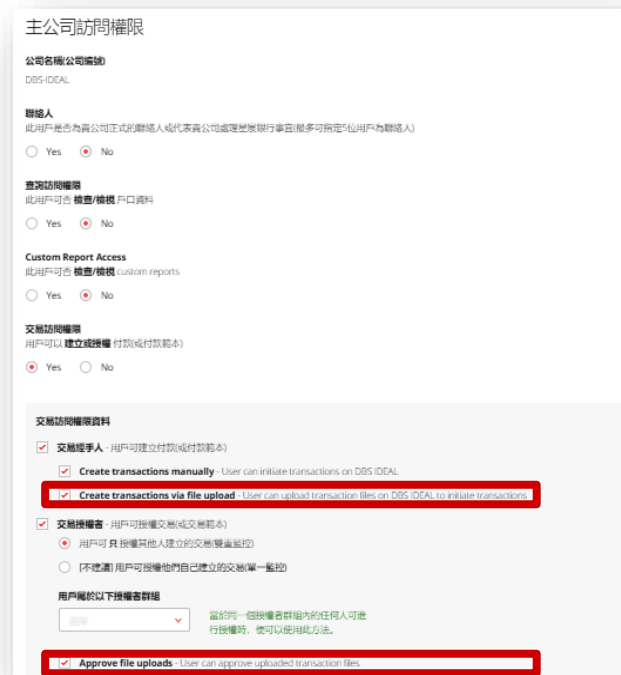 主公司訪問權限
公司名稱(公司編號)
DBS-IDEAL
聯絡人
此用戶是否為貴公司正式的聯絡人或代表貴公司處理星展銀行事宜(最多可指定5位用戶為聯絡人)
Yes No
查詢訪問權限
此用戶可否 檢查/檢視 戶口資料
Yes No
Custom Report Access
此用戶可否 檢查/檢視 custom reports
Yes No
交易訪問權限
用戶可以 建立或授權 付款(或付款範本)
Yes No
交易訪問權限資料
交易經手人 - 用戶可建立付款(或付款範本)
Create transactions manually - User can initiate transactions on DBS IDEAL
Create transactions via file upload - User can upload transaction files on DBS IDEAL to initiate transactions
交易授權者 - 用戶可授權交易(或交易範本)
用戶可 只 授權其他人建立的交易(雙重監控)
[不建議] 用戶可授權他們自己建立的交易(單一監控)
用戶屬於以下授權者群組
當於同一個授權者群組內的任何人可進
行授權時，便可以使用此方法。
Approve file uploads - User can approve uploaded transaction files